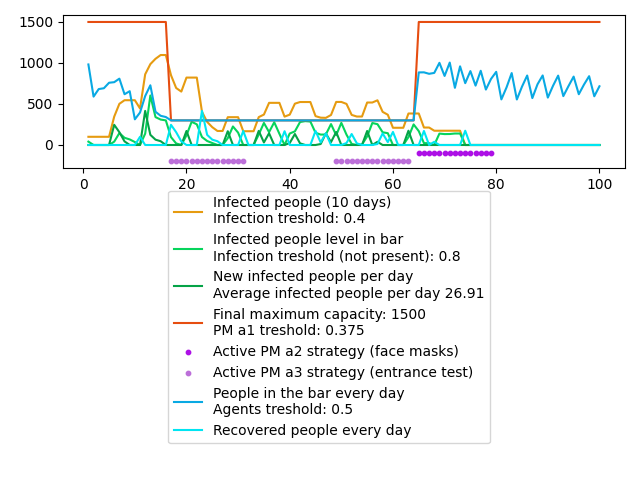 1500
1000
500
0
0 20 40 60 80 100
Infected people (10 days)
Infection treshold: 0.4
Infected people level in bar
Infection treshold (not present): 0.8
New infected people per day
Average infected people per day 26.91
Final maximum capacity: 1500
PM a1 treshold: 0.375
Active PM a2 strategy (face masks)
Active PM a3 strategy (entrance test)
People in the bar every day
Agents treshold: 0.5
Recovered people every day